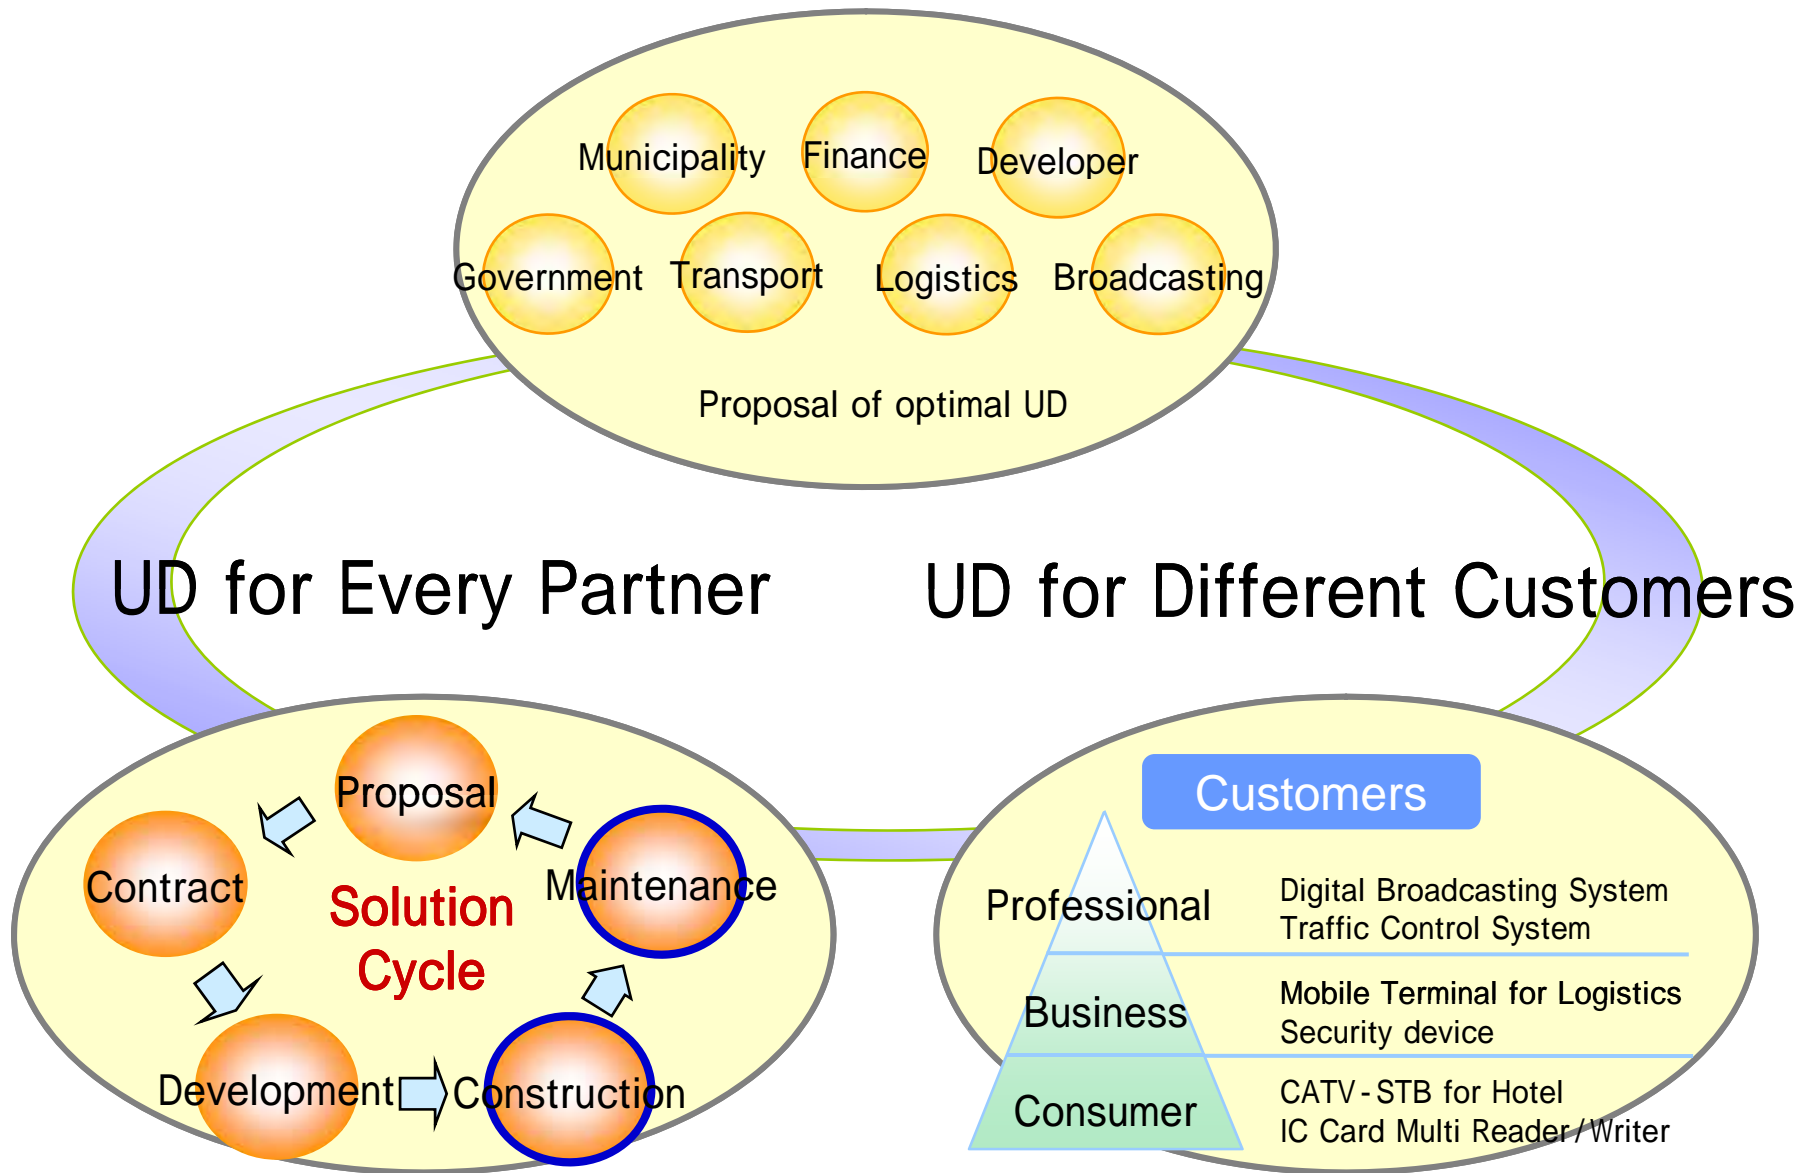 Municipality
Finance
Developer
Government
Transport
Logistics
Broadcasting
Proposal of optimal UD
UD for Every Partner
UD for Different Customers
Proposal
Contract
Maintenance
Solution
Cycle
Development
Construction
Customers
Professional
Digital Broadcasting System
Traffic Control System
Business
Mobile Terminal for Logistics
Security device
Consumer
CATV-STB for Hotel
IC Card Multi Reader/Writer